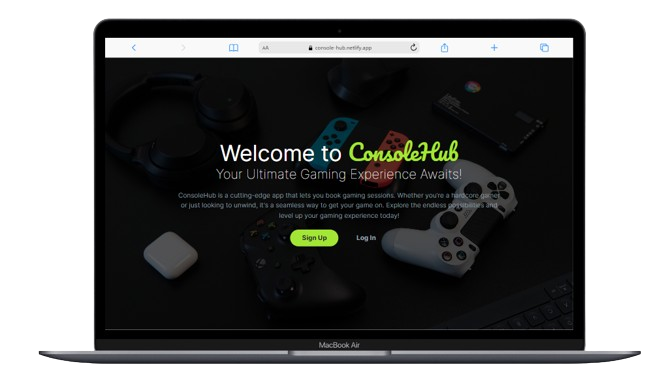 AA console-hub.netlify.app
Welcome to ConsoleHub
Your Ultimate Gaming Experience Awaits!
ConsoleHub is a cutting-edge app that lets you book gaming sessions. Whether you're a hardcore gamer
or just looking to unwind, it's a seamless way to get your game on. Explore the endless possibilities and
level up your gaming experience today!
Sign Up Log In
MacBook Air